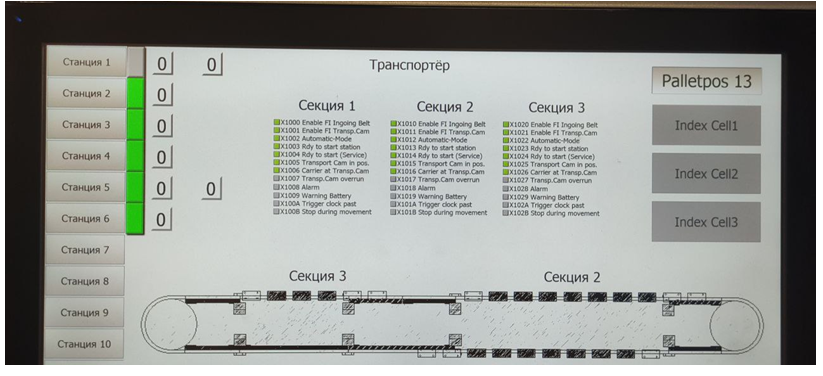 Станция 1 0 0
Транспортёр
Palletpos 13
Станция 2 0
Станция 3 0
Станция 4 0
Станция 5 0 0
Станция 6 0
Станция 7
Станция 8
Станция 9
Станция 10
Секция 1
X1000 Enable FI Ingoing Belt
X1001 Enable FI Transp.Cam
X1002 Automatic-Mode
X1003 Rdy to start station
X1004 Rdy to start (Service)
X1005 Transport Cam in pos.
X1006 Carrier at Transp.Cam
X1007 Transp.Cam overrun
X1008 Alarm
X1009 Warning Battery
X100A Trigger clock past
X100B Stop during movement
Секция 2
X1010 Enable FI Ingoing Belt
X1011 Enable FI Transp.Cam
X1012 Automatic-Mode
X1013 Rdy to start station
X1014 Rdy to start (Service)
X1015 Transport Cam in pos.
X1016 Carrier at Transp.Cam
X1017 Transp.Cam overrun
X1018 Alarm
X1019 Warning Battery
X101A Trigger clock past
X101B Stop during movement
Секция 3
X1020 Enable FI Ingoing Belt
X1021 Enable FI Transp.Cam
X1022 Automatic-Mode
X1023 Rdy to start station
X1024 Rdy to start (Service)
X1025 Transport Cam in pos.
X1026 Carrier at Transp.Cam
X1027 Transp.Cam overrun
X1028 Alarm
X1029 Warning Battery
X102A Trigger clock past
X102B Stop during movement
Index Cell1
Index Cell2
Index Cell3
Секция 3
Секция 2